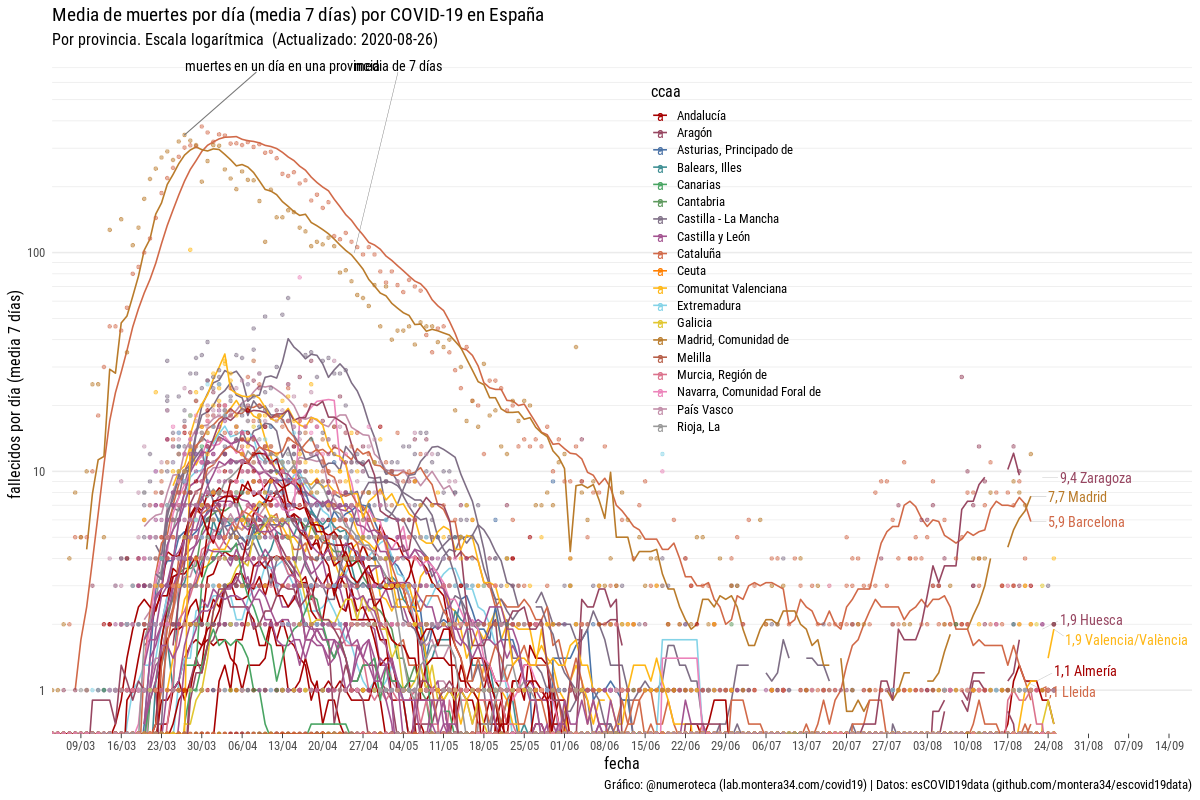 Media de muertes por día (media 7 días) por COVID-19 en España
Por provincia. Escala logarítmica (Actualizado: 2020-08-26)
muertes en un día en una provincia
media de 7 días
ccaa
Andalucía
Aragón
Asturias, Principado de
Balears, Illes
Canarias
Cantabria
Castilla - La Mancha
Castilla y León
Cataluña
Ceuta
Comunitat Valenciana
Extremadura
Galicia
Madrid, Comunidad de
Melilla
Murcia, Región de
Navarra, Comunidad Foral de
País Vasco
Rioja, La
fallecidos por día (media 7 días)
100
10
1
9,4 Zaragoza
7,7 Madrid
5,9 Barcelona
1,9 Huesca
1,9 Valencia/València
1,1 Almería
1 Lleida
09/03 16/03 23/03 30/03 06/04 13/04 20/04 27/04 04/05 11/05 18/05 25/05 01/06 08/06 15/06 22/06 29/06 06/07 13/07 20/07 27/07 03/08 10/08 17/08 24/08 31/08 07/09 14/09
fecha
Gráfico: @numeroteca (lab.montera34.com/covid19) | Datos: esCOVID19data (github.com/montera34/escovid19data)